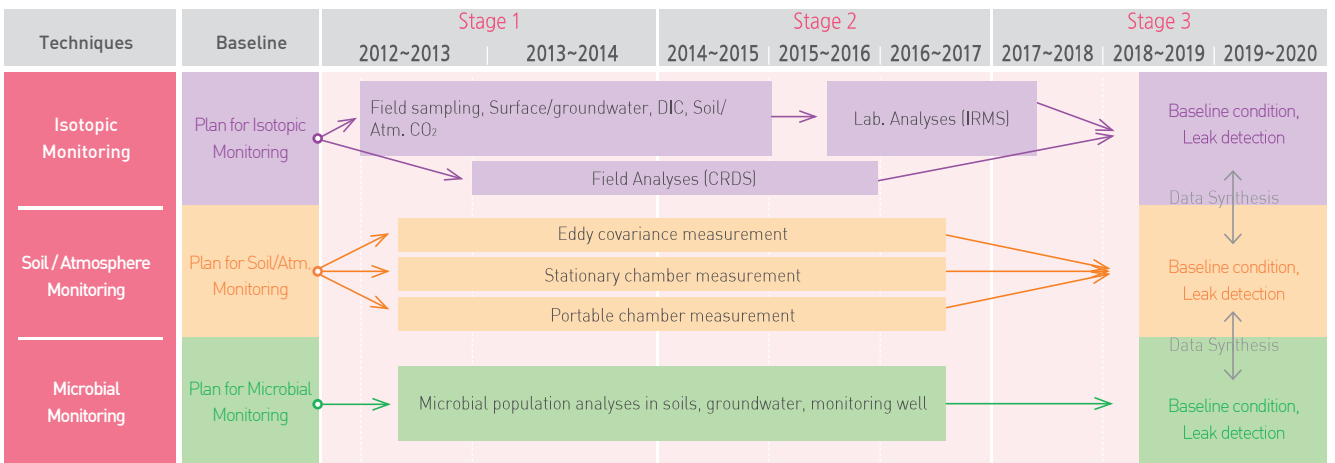 Techniques
Baseline
Stage 1
Stage 2
Stage 3
2012~2013
2013~2014
2014~2015
2015~2016
2016~2017
2017~2018
2018~2019
2019~2020
Isotopic
Monitoring
Plan for Isotopic
Monitoring
Field sampling, Surface/groundwater, DIC, Soil/
Atm. CO₂
Lab. Analyses (IRMS)
Field Analyses (CRDS)
Baseline condition,
Leak detection
Data Synthesis
Soil / Atmosphere
Monitoring
Plan for Soil/Atm.
Monitoring
Eddy covariance measurement
Stationary chamber measurement
Portable chamber measurement
Baseline condition,
Leak detection
Data Synthesis
Microbial
Monitoring
Plan for Microbial
Monitoring
Microbial population analyses in soils, groundwater, monitoring well
Baseline condition,
Leak detection